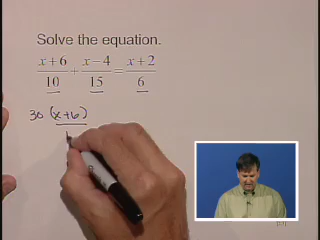 Solve the equation.
x+6/10 + x-4/15 = x+2/6
30 (x+6)